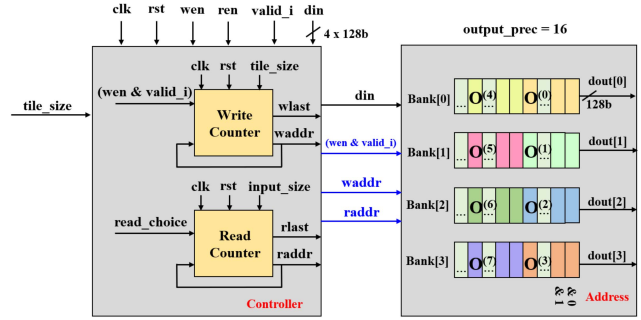 clk rst wen ren valid_i din
4 x 128b
output_prec = 16
clk rst tile_size
tile_size
(wen & valid_i)
Write
Counter
wlast
waddr
din
(wen & valid_i)
waddr
raddr
clk rst input_size
read_choice
Read
Counter
rlast
raddr
Controller
Bank[0]
... O(4) ... O(0)
dout[0]
128b
Bank[1]
... O(5) ... O(1)
dout[1]
Bank[2]
... O(6) ... O(2)
dout[2]
Bank[3]
... O(7) ... O(3)
dout[3]
& 1
& 0
Address